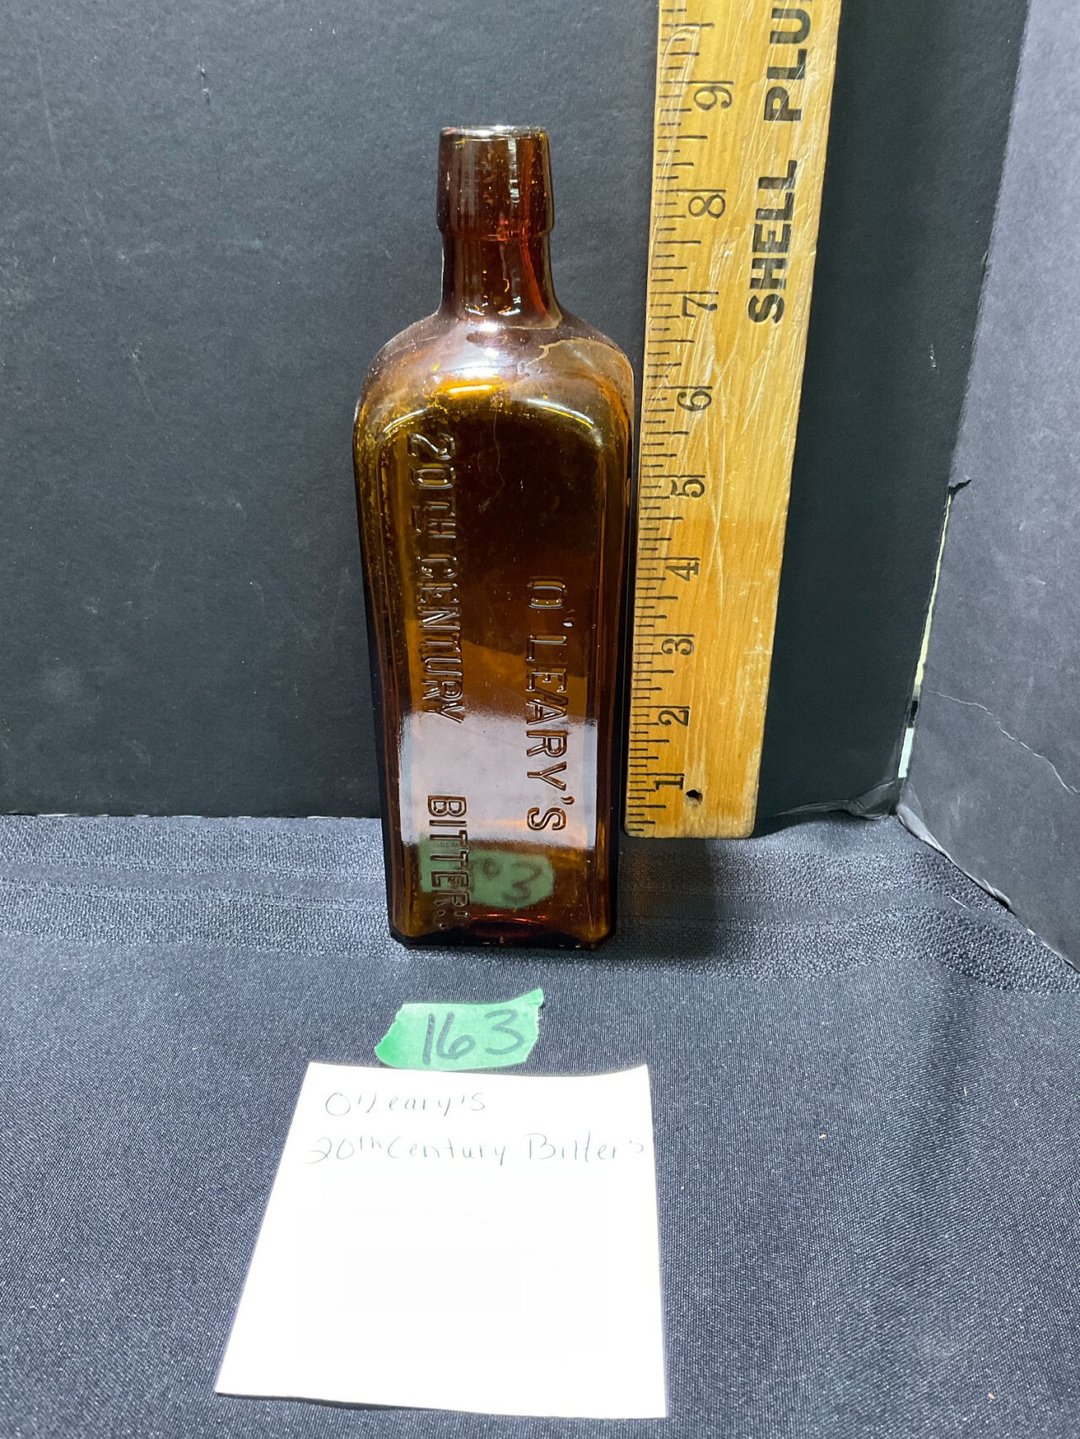 O'LEARY'S
20TH CENTURY BITTERS
SHELL PLU
9
8
7
6
5
4
3
2
1
163
O'Leary's
20th Century Bitters